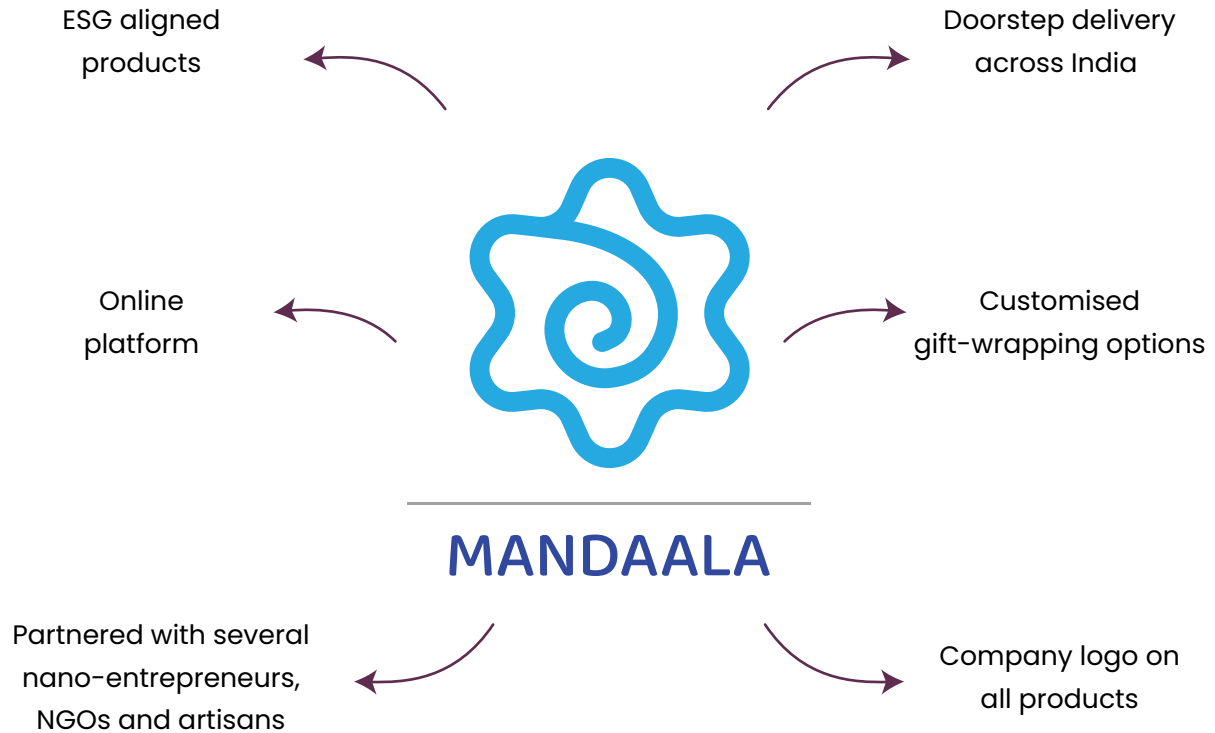 ESG aligned
products
Doorstep delivery
across India
Online
platform
Customised
gift-wrapping options
MANDAALA
Partnered with several
nano-entrepreneurs,
NGOs and artisans
Company logo on
all products